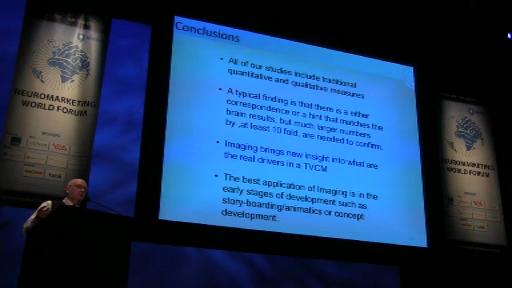 Conclusions
• All of our studies include traditional
quantitative and qualitative measures
• A typical finding is that there is a either
correspondence or a hint that matches the
brain results, but much larger numbers
by ,at least 10 fold, are needed to confirm.
• Imaging brings new insight into what are
the real drivers in a TVCM
• The best application of Imaging is in the
early stages of development such as
story-boarding/animatics or concept
development.
NEUROMARKETING
WORLD FORUM
NEUROMARKETING
WORLD FORUM